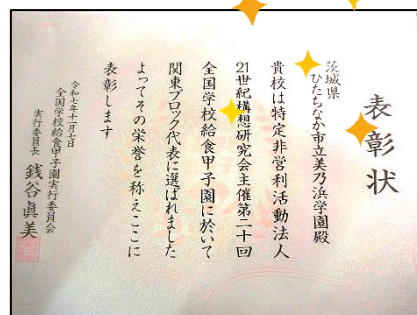 表彰状
茨城県
ひたちなか市立美乃浜学園殿
貴校は特定非営利活動法人
21世紀構想研究会主催第二十回
全国学校給食甲子園に於いて
関東ブロック代表に選ばれました
よってその栄誉を称えここに
表彰します
令和七年十一月七日
全国学校給食甲子園実行委員会
実行委員長 銭谷眞美